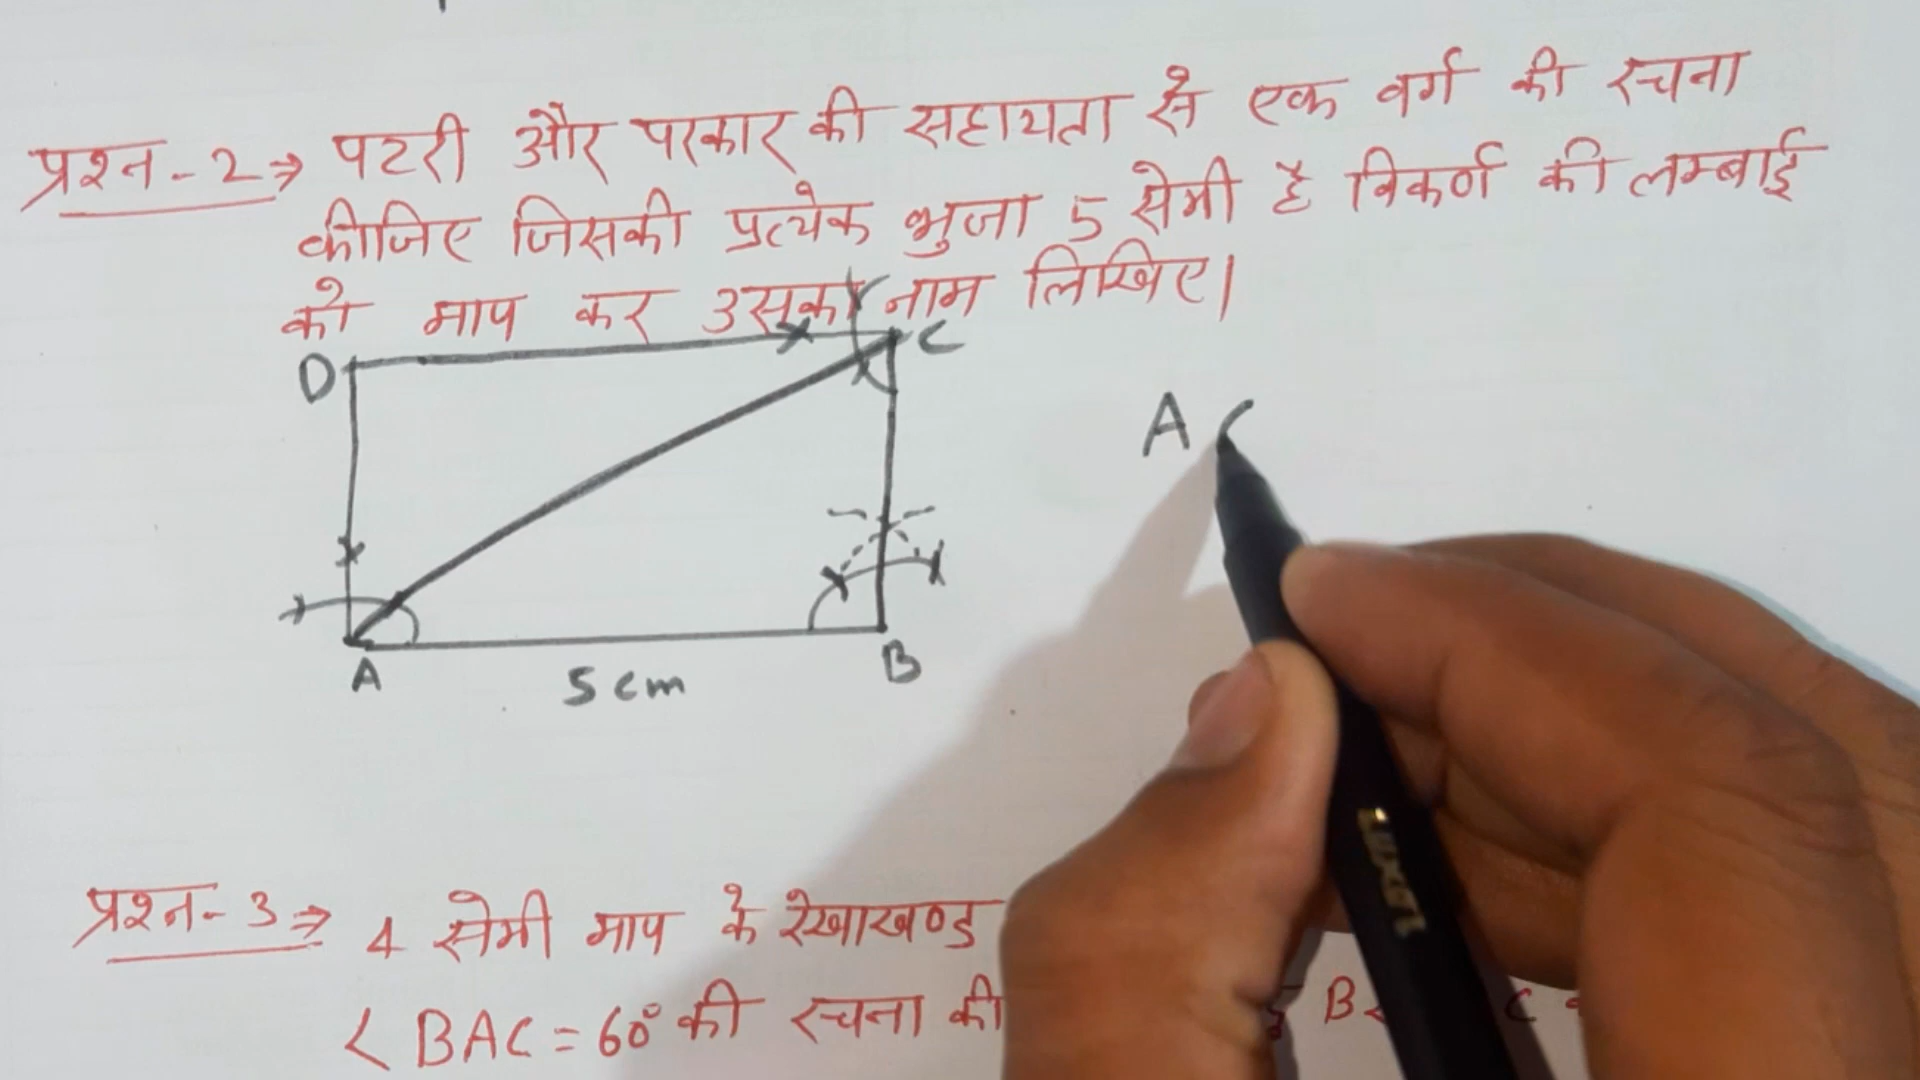 प्रश्न-2⇒ पटरी और परकार की सहायता से एक वर्ग की रचना
कीजिए जिसकी प्रत्येक भुजा 5 सेमी है विकर्ण की लम्बाई
को माप कर उसका नाम लिखिए।
D C
A C
A B
5 cm
प्रश्न-3⇒ 4 सेमी माप के रेखाखण्ड
<BAC = 60° की रचना की B C
LUXOR